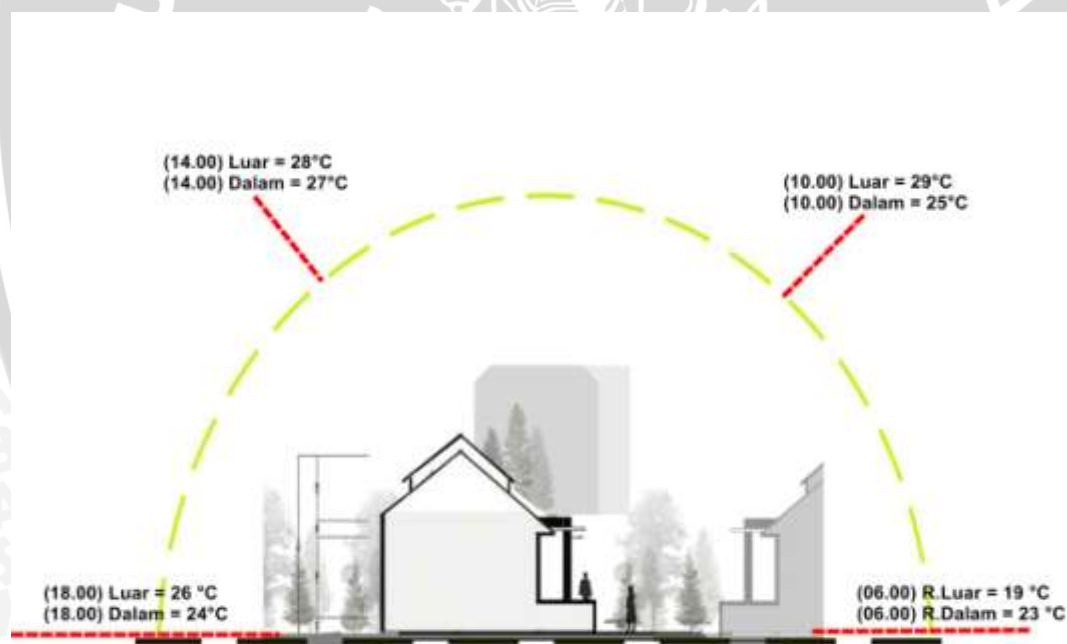 (14.00) Luar = 28°C
(14.00) Dalam = 27°C
(10.00) Luar = 29°C
(10.00) Dalam = 25°C
(18.00) Luar = 26 °C
(18.00) Dalam = 24°C
(06.00) R.Luar = 19 °C
(06.00) R.Dalam = 23 °C